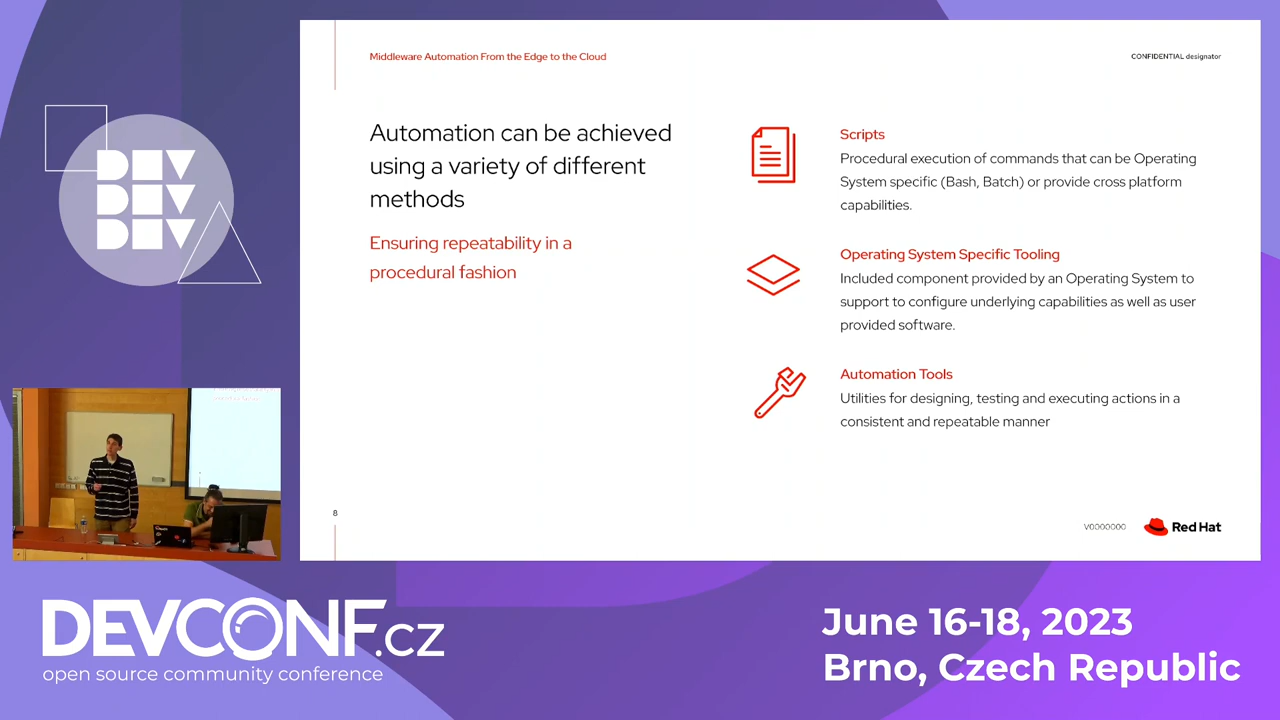 Middleware Automation From the Edge to the Cloud
CONFIDENTIAL designator
Automation can be achieved
using a variety of different
methods
Ensuring repeatability in a
procedural fashion
Scripts
Procedural execution of commands that can be Operating
System specific (Bash, Batch) or provide cross platform
capabilities.
Operating System Specific Tooling
Included component provided by an Operating System to
support to configure underlying capabilities as well as user
provided software.
Automation Tools
Utilities for designing, testing and executing actions in a
consistent and repeatable manner
8
V0000000
Red Hat
DEV
DEV
DEV
DEVCONF.cz
open source community conference
June 16-18, 2023
Brno, Czech Republic